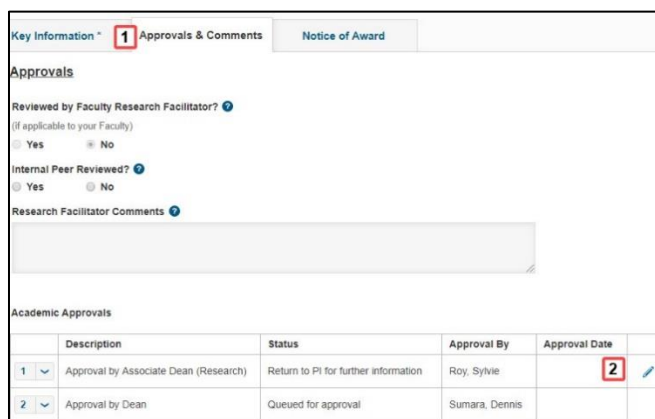 Key Information * 1 Approvals & Comments Notice of Award
Approvals
Reviewed by Faculty Research Facilitator? ?
(if applicable to your Faculty)
Yes No
Internal Peer Reviewed? ?
Yes No
Research Facilitator Comments ?
Academic Approvals
Description Status Approval By Approval Date
1 Approval by Associate Dean (Research) Return to PI for further information Roy, Sylvie 2
2 Approval by Dean Queued for approval Sumara, Dennis